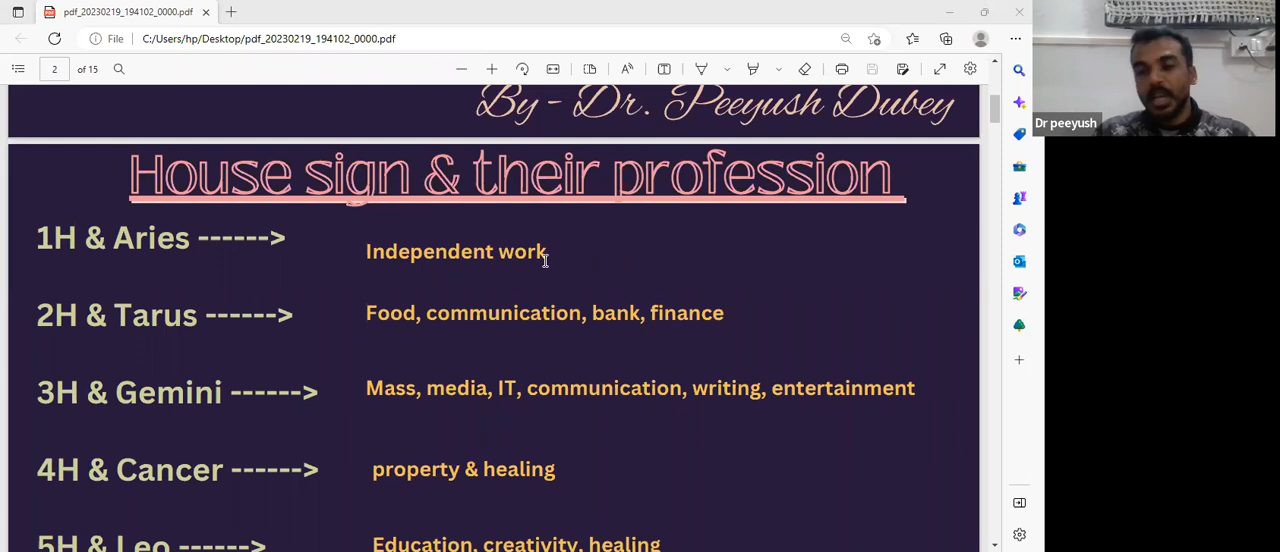 pdf_20230219_194102_0000.pdf
File C:/Users/hp/Desktop/pdf_20230219_194102_0000.pdf
2 of 15
By - Dr. Peeyush Dubey
Dr peeyush
House sign & their profession
1H & Aries ------> Independent work
2H & Tarus ------> Food, communication, bank, finance
3H & Gemini ------> Mass, media, IT, communication, writing, entertainment
4H & Cancer ------> property & healing
5H & Leo ------> Education, creativity, healing